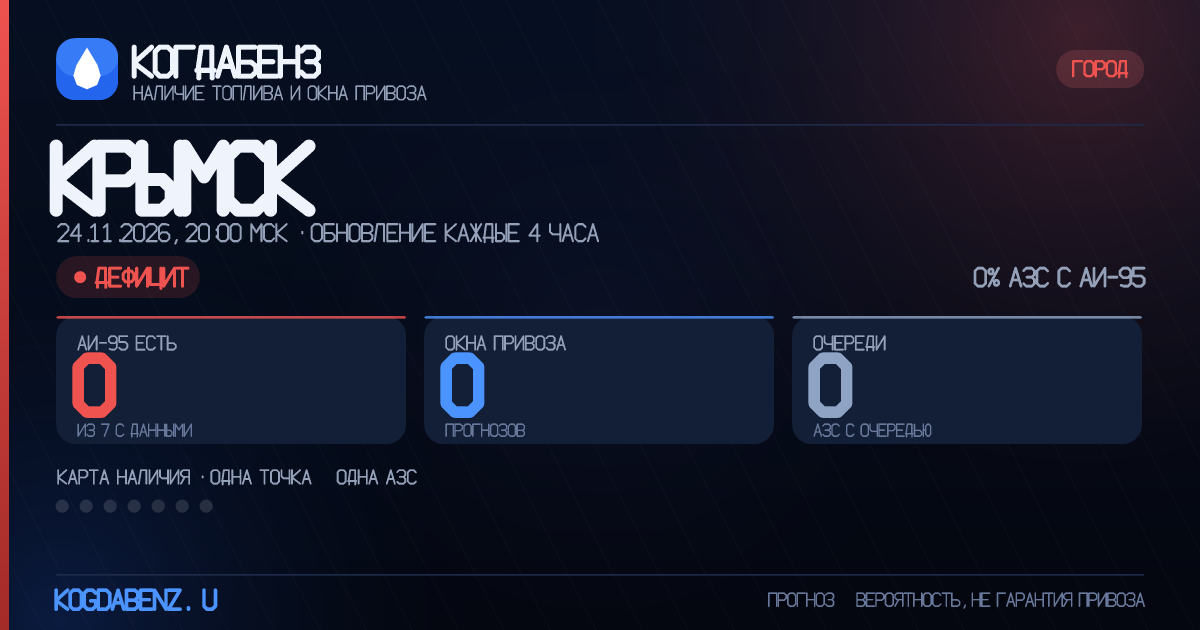 КОГДАБЕНЗ
НАЛИЧИЕ ТОПЛИВА И ОКНА ПРИВОЗА
ГОРОД
КРЫМСК
24.11.2026, 20:00 МСК · ОБНОВЛЕНИЕ КАЖДЫЕ 4 ЧАСА
ДЕФИЦИТ
0% АЗС С АИ-95
АИ-95 ЕСТЬ
0
ИЗ 7 С ДАННЫМИ
ОКНА ПРИВОЗА
0
ПРОГНОЗОВ
ОЧЕРЕДИ
0
АЗС С ОЧЕРЕДЬЮ
КАРТА НАЛИЧИЯ · ОДНА ТОЧКА ОДНА АЗС
KOGDABENZ. U
ПРОГНОЗ ВЕРОЯТНОСТЬ, НЕ ГАРАНТИЯ ПРИВОЗА